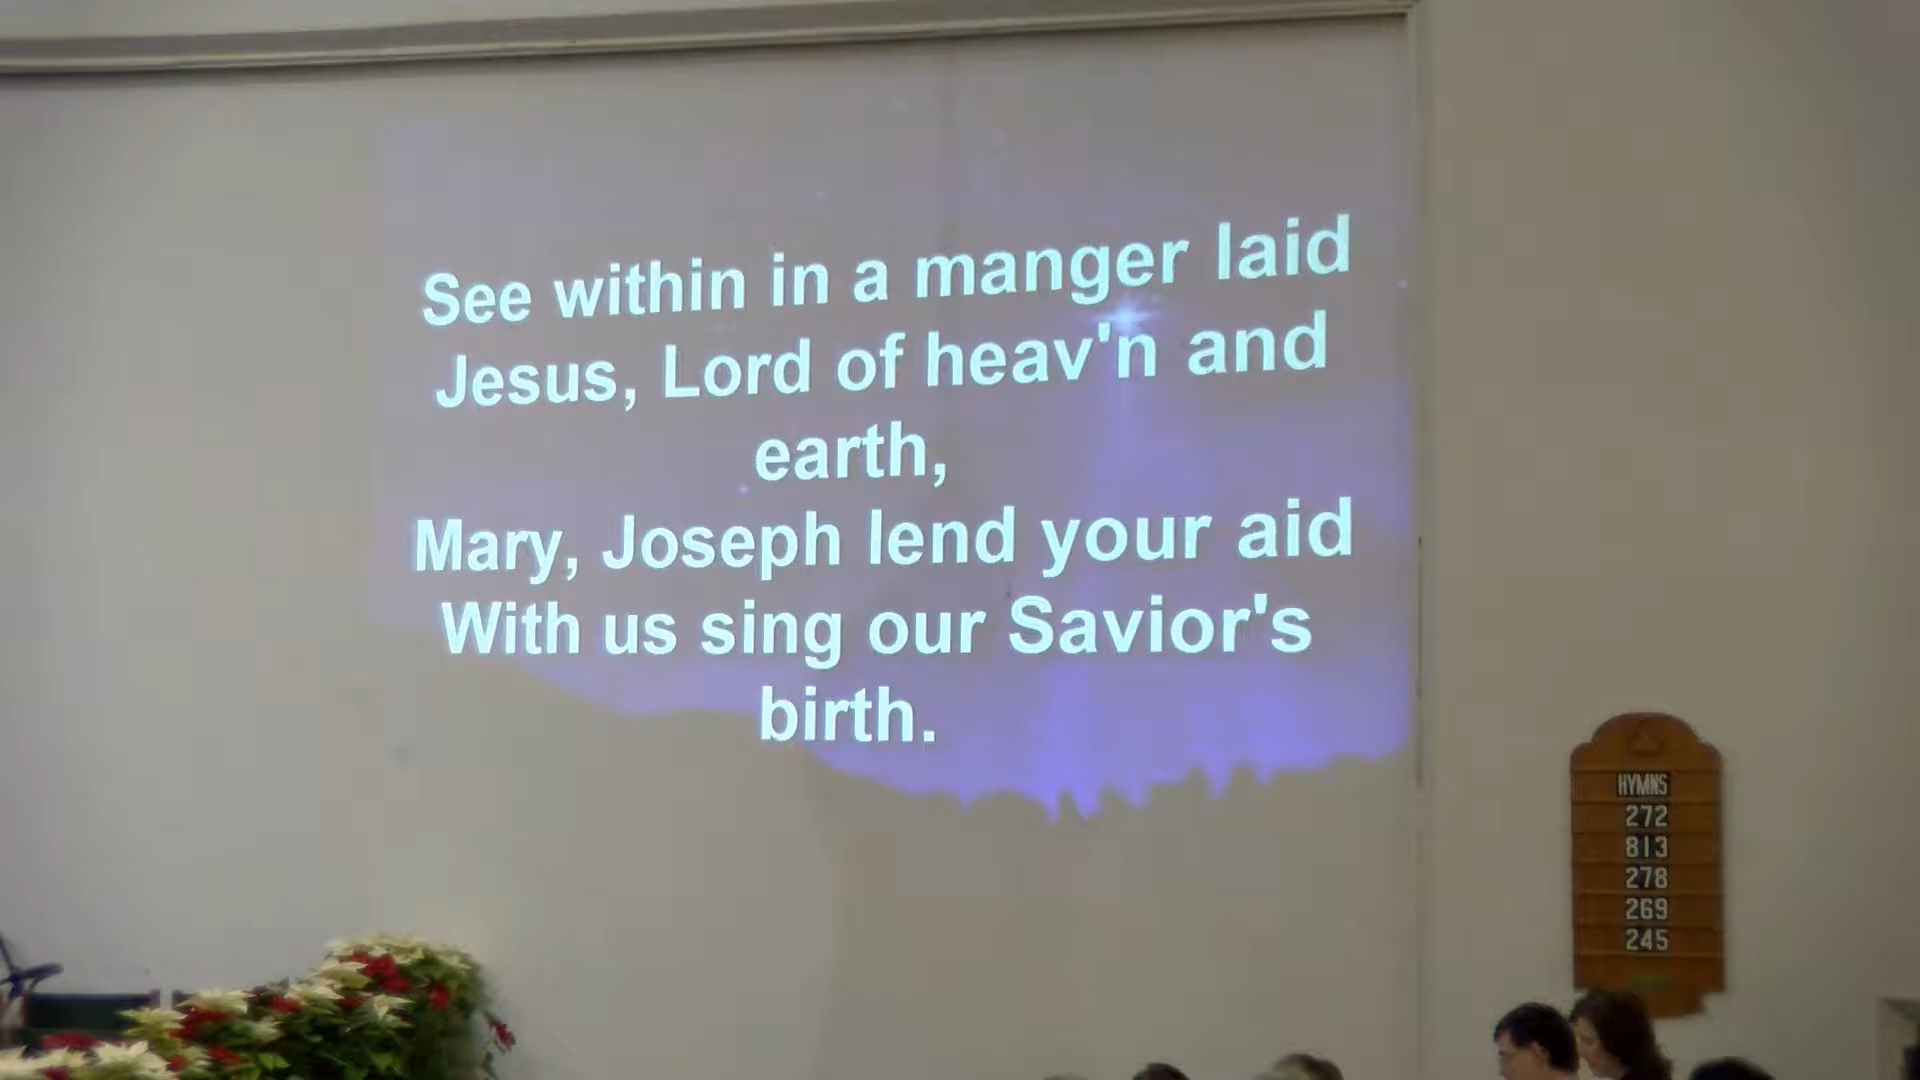 See within in a manger laid
Jesus, Lord of heav'n and
earth,
Mary, Joseph lend your aid
With us sing our Savior's
birth.
HYMNS
272
813
278
269
245